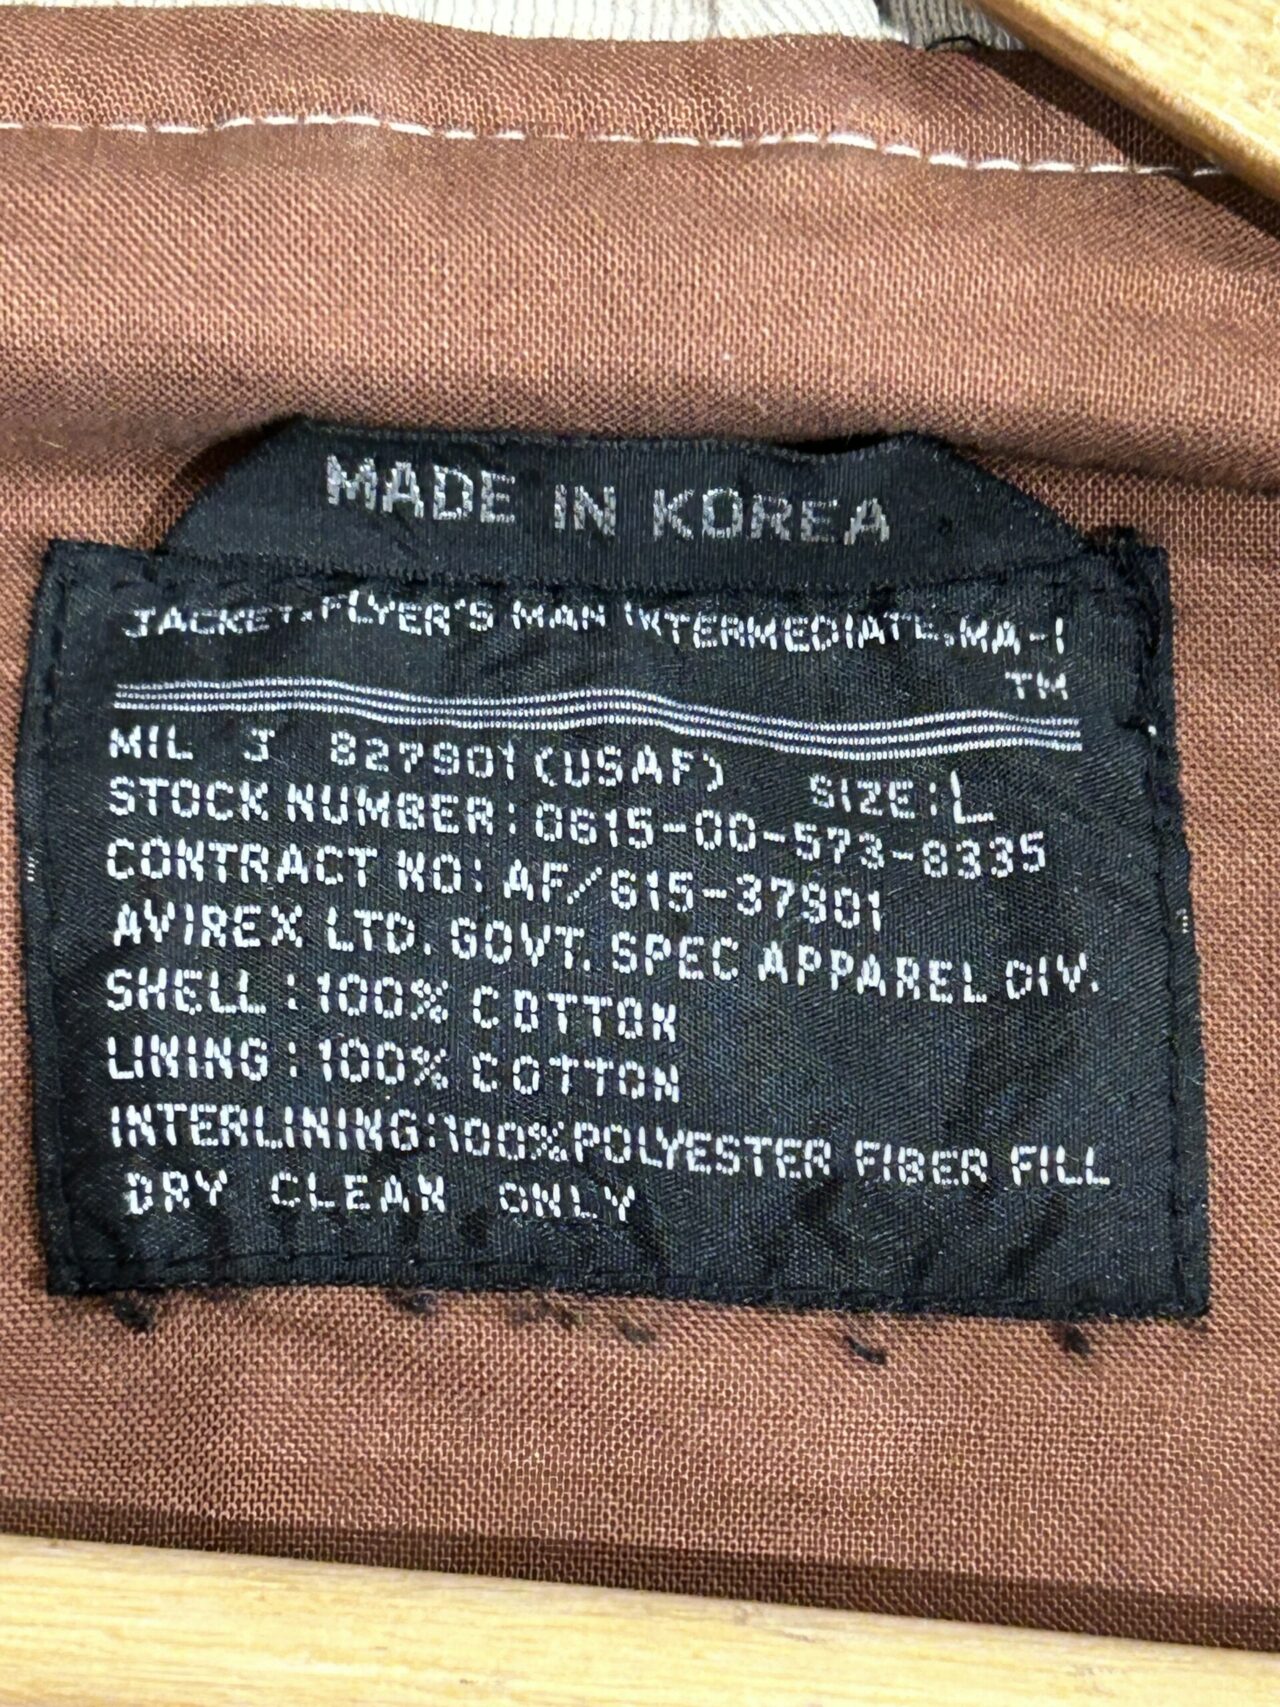 MADE IN KOREA
JACKET, FLYER'S MAN INTERMEDIATE, MA-1
TM
MIL J 827901 (USAF) SIZE: L
STOCK NUMBER: 0615-00-573-8335
CONTRACT NO: AF/615-37901
AVIREX LTD. GOVT. SPEC APPAREL DIV.
SHELL : 100% COTTON
LINING : 100% COTTON
INTERLINING: 100% POLYESTER FIBER FILL
DRY CLEAN ONLY